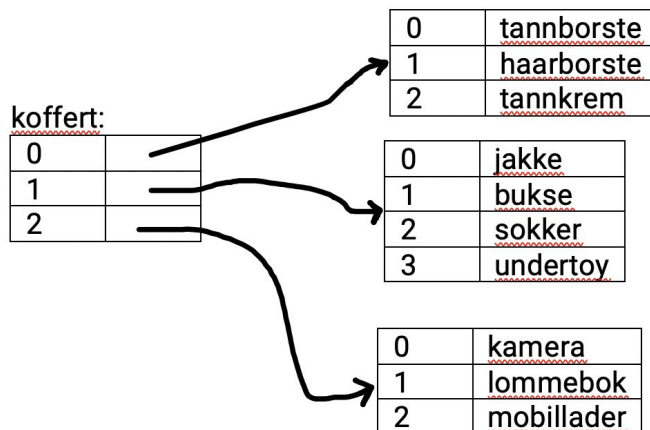 koffert:
0
1
2
0 tannborste
1 haarborste
2 tannkrem
0 jakke
1 bukse
2 sokker
3 undertoy
0 kamera
1 lommebok
2 mobillader